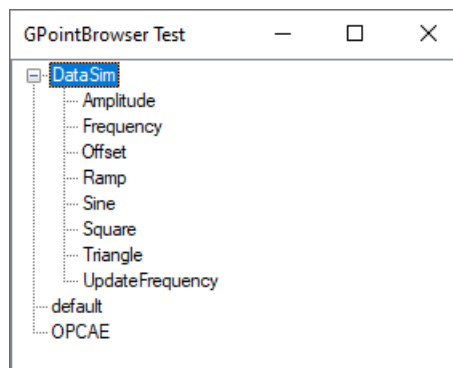 GPointBrowser Test
DataSim
Amplitude
Frequency
Offset
Ramp
Sine
Square
Triangle
UpdateFrequency
default
OPCAE